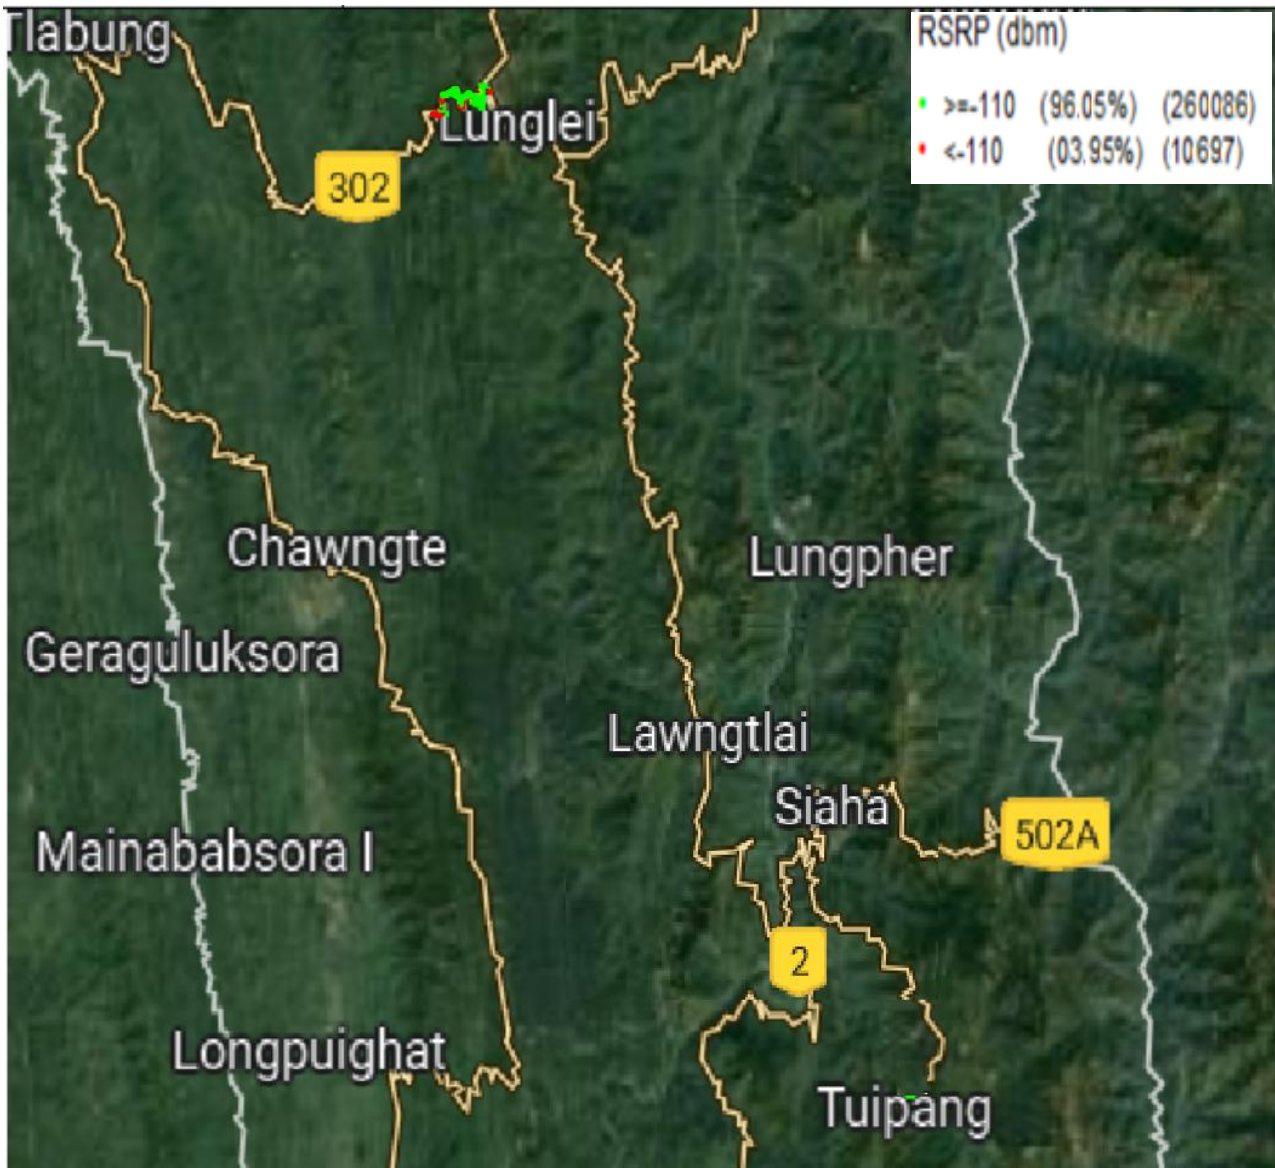 Tlabung
RSRP (dbm)
>=-110 (96.05%) (260086)
<-110 (03.95%) (10697)
Lunglei
302
Chawngte
Lungpher
Geraguluksora
Lawngtlai
Siaha
502A
Mainababsora I
2
Longpuighat
Tuipang